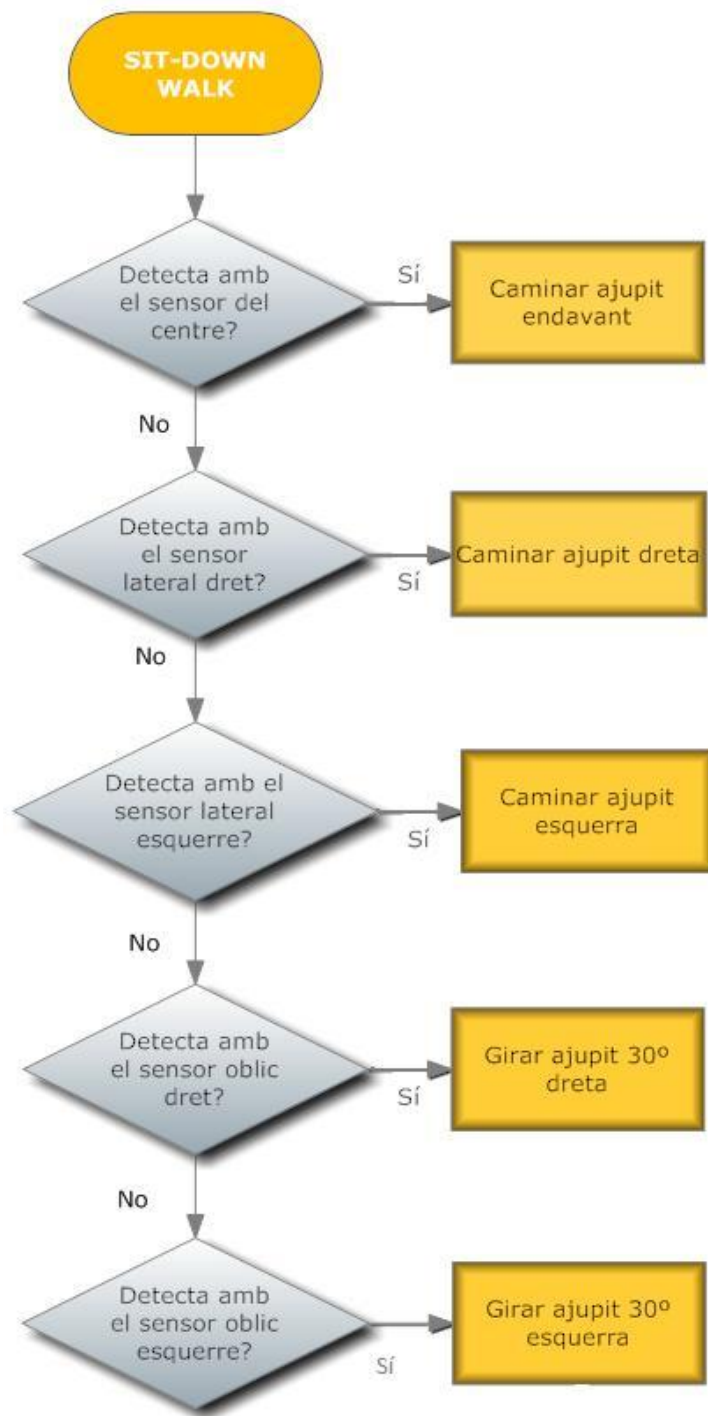 SIT-DOWN
WALK
Detecta amb
el sensor del
centre?
Sí
Caminar ajupit
endavant
No
Detecta amb
el sensor
lateral dret?
Sí
Caminar ajupit dreta
No
Detecta amb el
sensor lateral
esquerre?
Sí
Caminar ajupit
esquerra
No
Detecta amb
el sensor oblic
dret?
Sí
Girar ajupit 30º
dreta
No
Detecta amb
el sensor oblic
esquerre?
Sí
Girar ajupit 30º
esquerra